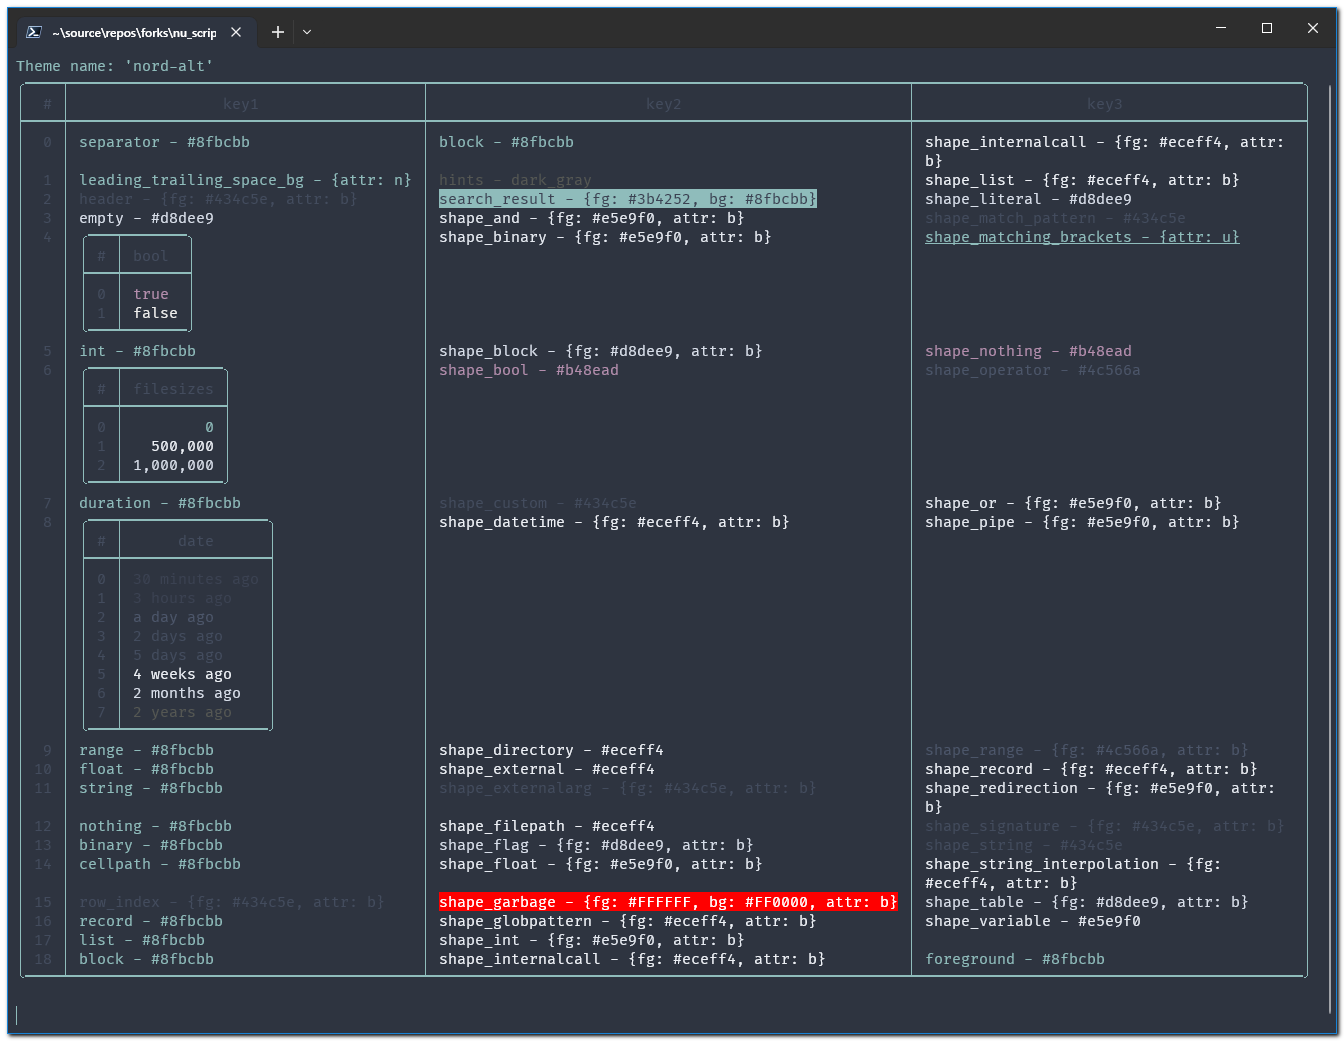 ~\source\repos\forks\nu_scrip
Theme name: 'nord-alt'
# key1 key2 key3
0 separator - #8fbcbb block - #8fbcbb shape_internalcall - {fg: #eceff4, attr:
b}
1 leading_trailing_space_bg - {attr: n} hints - dark_gray shape_list - {fg: #eceff4, attr: b}
2 header - {fg: #434c5e, attr: b} search_result - {fg: #3b4252, bg: #8fbcbb} shape_literal - #d8dee9
3 empty - #d8dee9 shape_and - {fg: #e5e9f0, attr: b} shape_match_pattern - #434c5e
4 shape_binary - {fg: #e5e9f0, attr: b} shape_matching_brackets - {attr: u}
# bool
0 true
1 false
5 int - #8fbcbb shape_block - {fg: #d8dee9, attr: b} shape_nothing - #b48ead
6 shape_bool - #b48ead shape_operator - #4c566a
# filesizes
0 0
1 500,000
2 1,000,000
7 duration - #8fbcbb shape_custom - #434c5e shape_or - {fg: #e5e9f0, attr: b}
8 shape_datetime - {fg: #eceff4, attr: b} shape_pipe - {fg: #e5e9f0, attr: b}
# date
0 30 minutes ago
1 3 hours ago
2 a day ago
3 2 days ago
4 5 days ago
5 4 weeks ago
6 2 months ago
7 2 years ago
9 range - #8fbcbb shape_directory - #eceff4 shape_range - {fg: #4c566a, attr: b}
10 float - #8fbcbb shape_external - #eceff4 shape_record - {fg: #eceff4, attr: b}
11 string - #8fbcbb shape_externalarg - {fg: #434c5e, attr: b} shape_redirection - {fg: #e5e9f0, attr:
b}
12 nothing - #8fbcbb shape_filepath - #eceff4 shape_signature - {fg: #434c5e, attr: b}
13 binary - #8fbcbb shape_flag - {fg: #d8dee9, attr: b} shape_string - #434c5e
14 cellpath - #8fbcbb shape_float - {fg: #e5e9f0, attr: b} shape_string_interpolation - {fg:
#eceff4, attr: b}
15 row_index - {fg: #434c5e, attr: b} shape_garbage - {fg: #FFFFFF, bg: #FF0000, attr: b} shape_table - {fg: #d8dee9, attr: b}
16 record - #8fbcbb shape_globpattern - {fg: #eceff4, attr: b} shape_variable - #e5e9f0
17 list - #8fbcbb shape_int - {fg: #e5e9f0, attr: b}
18 block - #8fbcbb shape_internalcall - {fg: #eceff4, attr: b} foreground - #8fbcbb